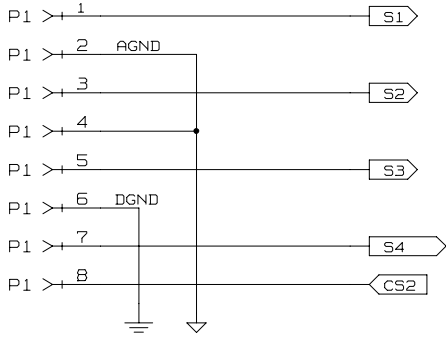 P1 1 S1
P1 2 AGND
P1 3 S2
P1 4
P1 5 S3
P1 6 DGND
P1 7 S4
P1 8 CS2